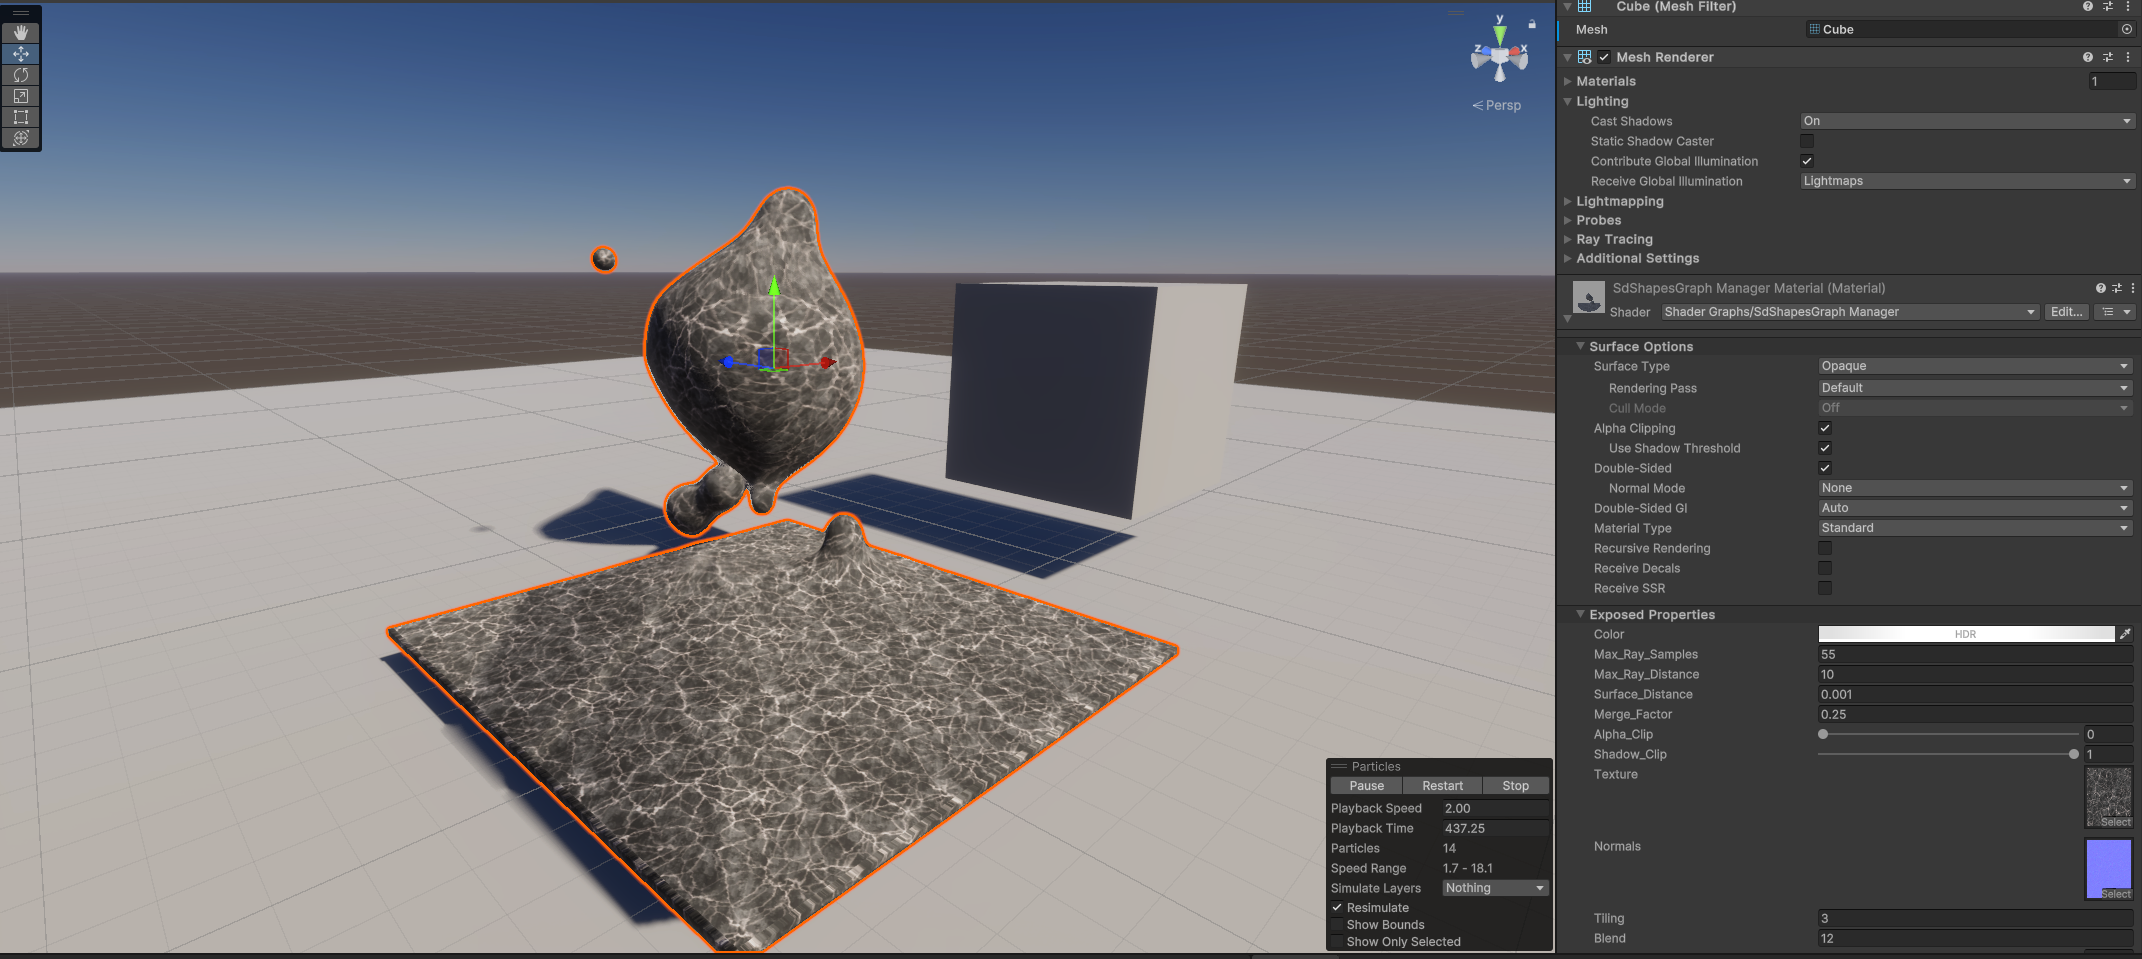 y
z
x
Persp
Particles
Pause Restart Stop
Playback Speed 2.00
Playback Time 437.25
Particles 14
Speed Range 1.7 - 18.1
Simulate Layers Nothing
Resimulate
Show Bounds
Show Only Selected
Cube (Mesh Filter)
Mesh Cube
Mesh Renderer
Materials 1
Lighting
Cast Shadows On
Static Shadow Caster
Contribute Global Illumination
Receive Global Illumination Lightmaps
Lightmapping
Probes
Ray Tracing
Additional Settings
SdShapesGraph Manager Material (Material)
Shader Shader Graphs/SdShapesGraph Manager Edit...
Surface Options
Surface Type Opaque
Rendering Pass Default
Cull Mode Off
Alpha Clipping
Use Shadow Threshold
Double-Sided
Normal Mode None
Double-Sided GI Auto
Material Type Standard
Recursive Rendering
Receive Decals
Receive SSR
Exposed Properties
Color HDR
Max_Ray_Samples 55
Max_Ray_Distance 10
Surface_Distance 0.001
Merge_Factor 0.25
Alpha_Clip 0
Shadow_Clip 1
Texture
Select
Normals
Select
Tiling 3
Blend 12